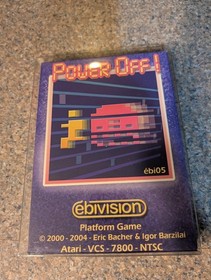 Power Off!
ebi05
ebivision
Platform Game
© 2000 - 2004 - Eric Bacher & Igor Barzilai
Atari - VCS - 7800 - NTSC